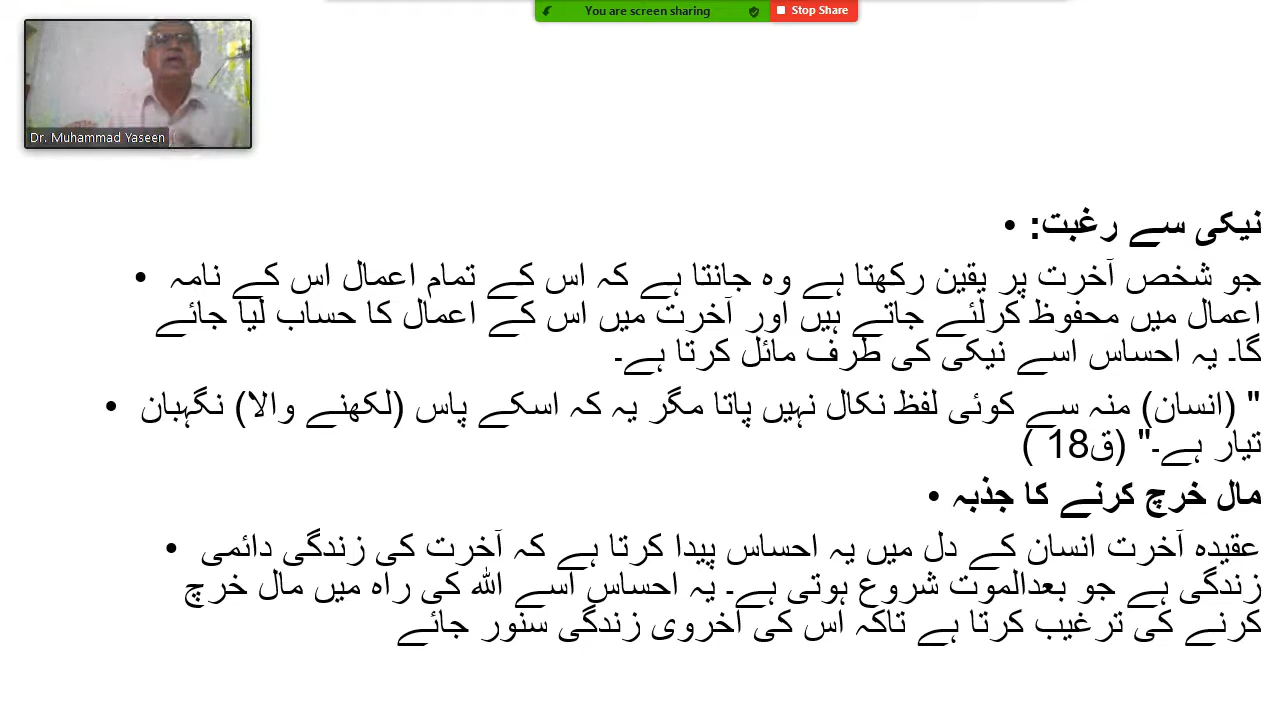 You are screen sharing
Stop Share
Dr. Muhammad Yaseen
نیکی سے رغبت: •
جو شخص آخرت پر یقین رکھتا ہے وہ جانتا ہے کہ اس کے تمام اعمال اس کے نامہ •
اعمال میں محفوظ کرلئے جاتے ہیں اور آخرت میں اس کے اعمال کا حساب لیا جائے
گا۔ یہ احساس اسے نیکی کی طرف مائل کرتا ہے۔
" (انسان) منہ سے کوئی لفظ نکال نہیں پاتا مگر یہ کہ اسکے پاس (لکھنے والا) نگہبان •
تیار ہے۔" (ق18 )
مال خرچ کرنے کا جذبہ •
عقیدہ آخرت انسان کے دل میں یہ احساس پیدا کرتا ہے کہ آخرت کی زندگی دائمی •
زندگی ہے جو بعدالموت شروع ہوتی ہے۔ یہ احساس اسے الله کی راہ میں مال خرچ
کرنے کی ترغیب کرتا ہے تاکہ اس کی اخروی زندگی سنور جائے